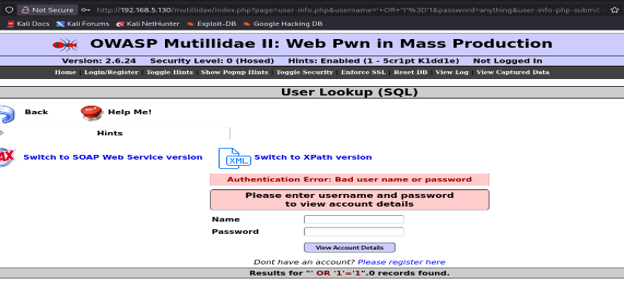 Not Secure http://192.168.5.130/mutillidae/index.php?page=user-info.php&username='+OR+'1'%3D'1&password=anything&user-info-php-submi
Kali Docs Kali Forums Kali NetHunter Exploit-DB Google Hacking DB
OWASP Mutillidae II: Web Pwn in Mass Production
Version: 2.6.24 Security Level: 0 (Hosed) Hints: Enabled (1 - 5cr1pt K1dd1e) Not Logged In
Home | Login/Register | Toggle Hints | Show Popup Hints | Toggle Security | Enforce SSL | Reset DB | View Log | View Captured Data
User Lookup (SQL)
Back Help Me!
Hints
AX Switch to SOAP Web Service version XML Switch to XPath version
Authentication Error: Bad user name or password
Please enter username and password
to view account details
Name
Password
View Account Details
Dont have an account? Please register here
Results for "' OR '1'='1".0 records found.